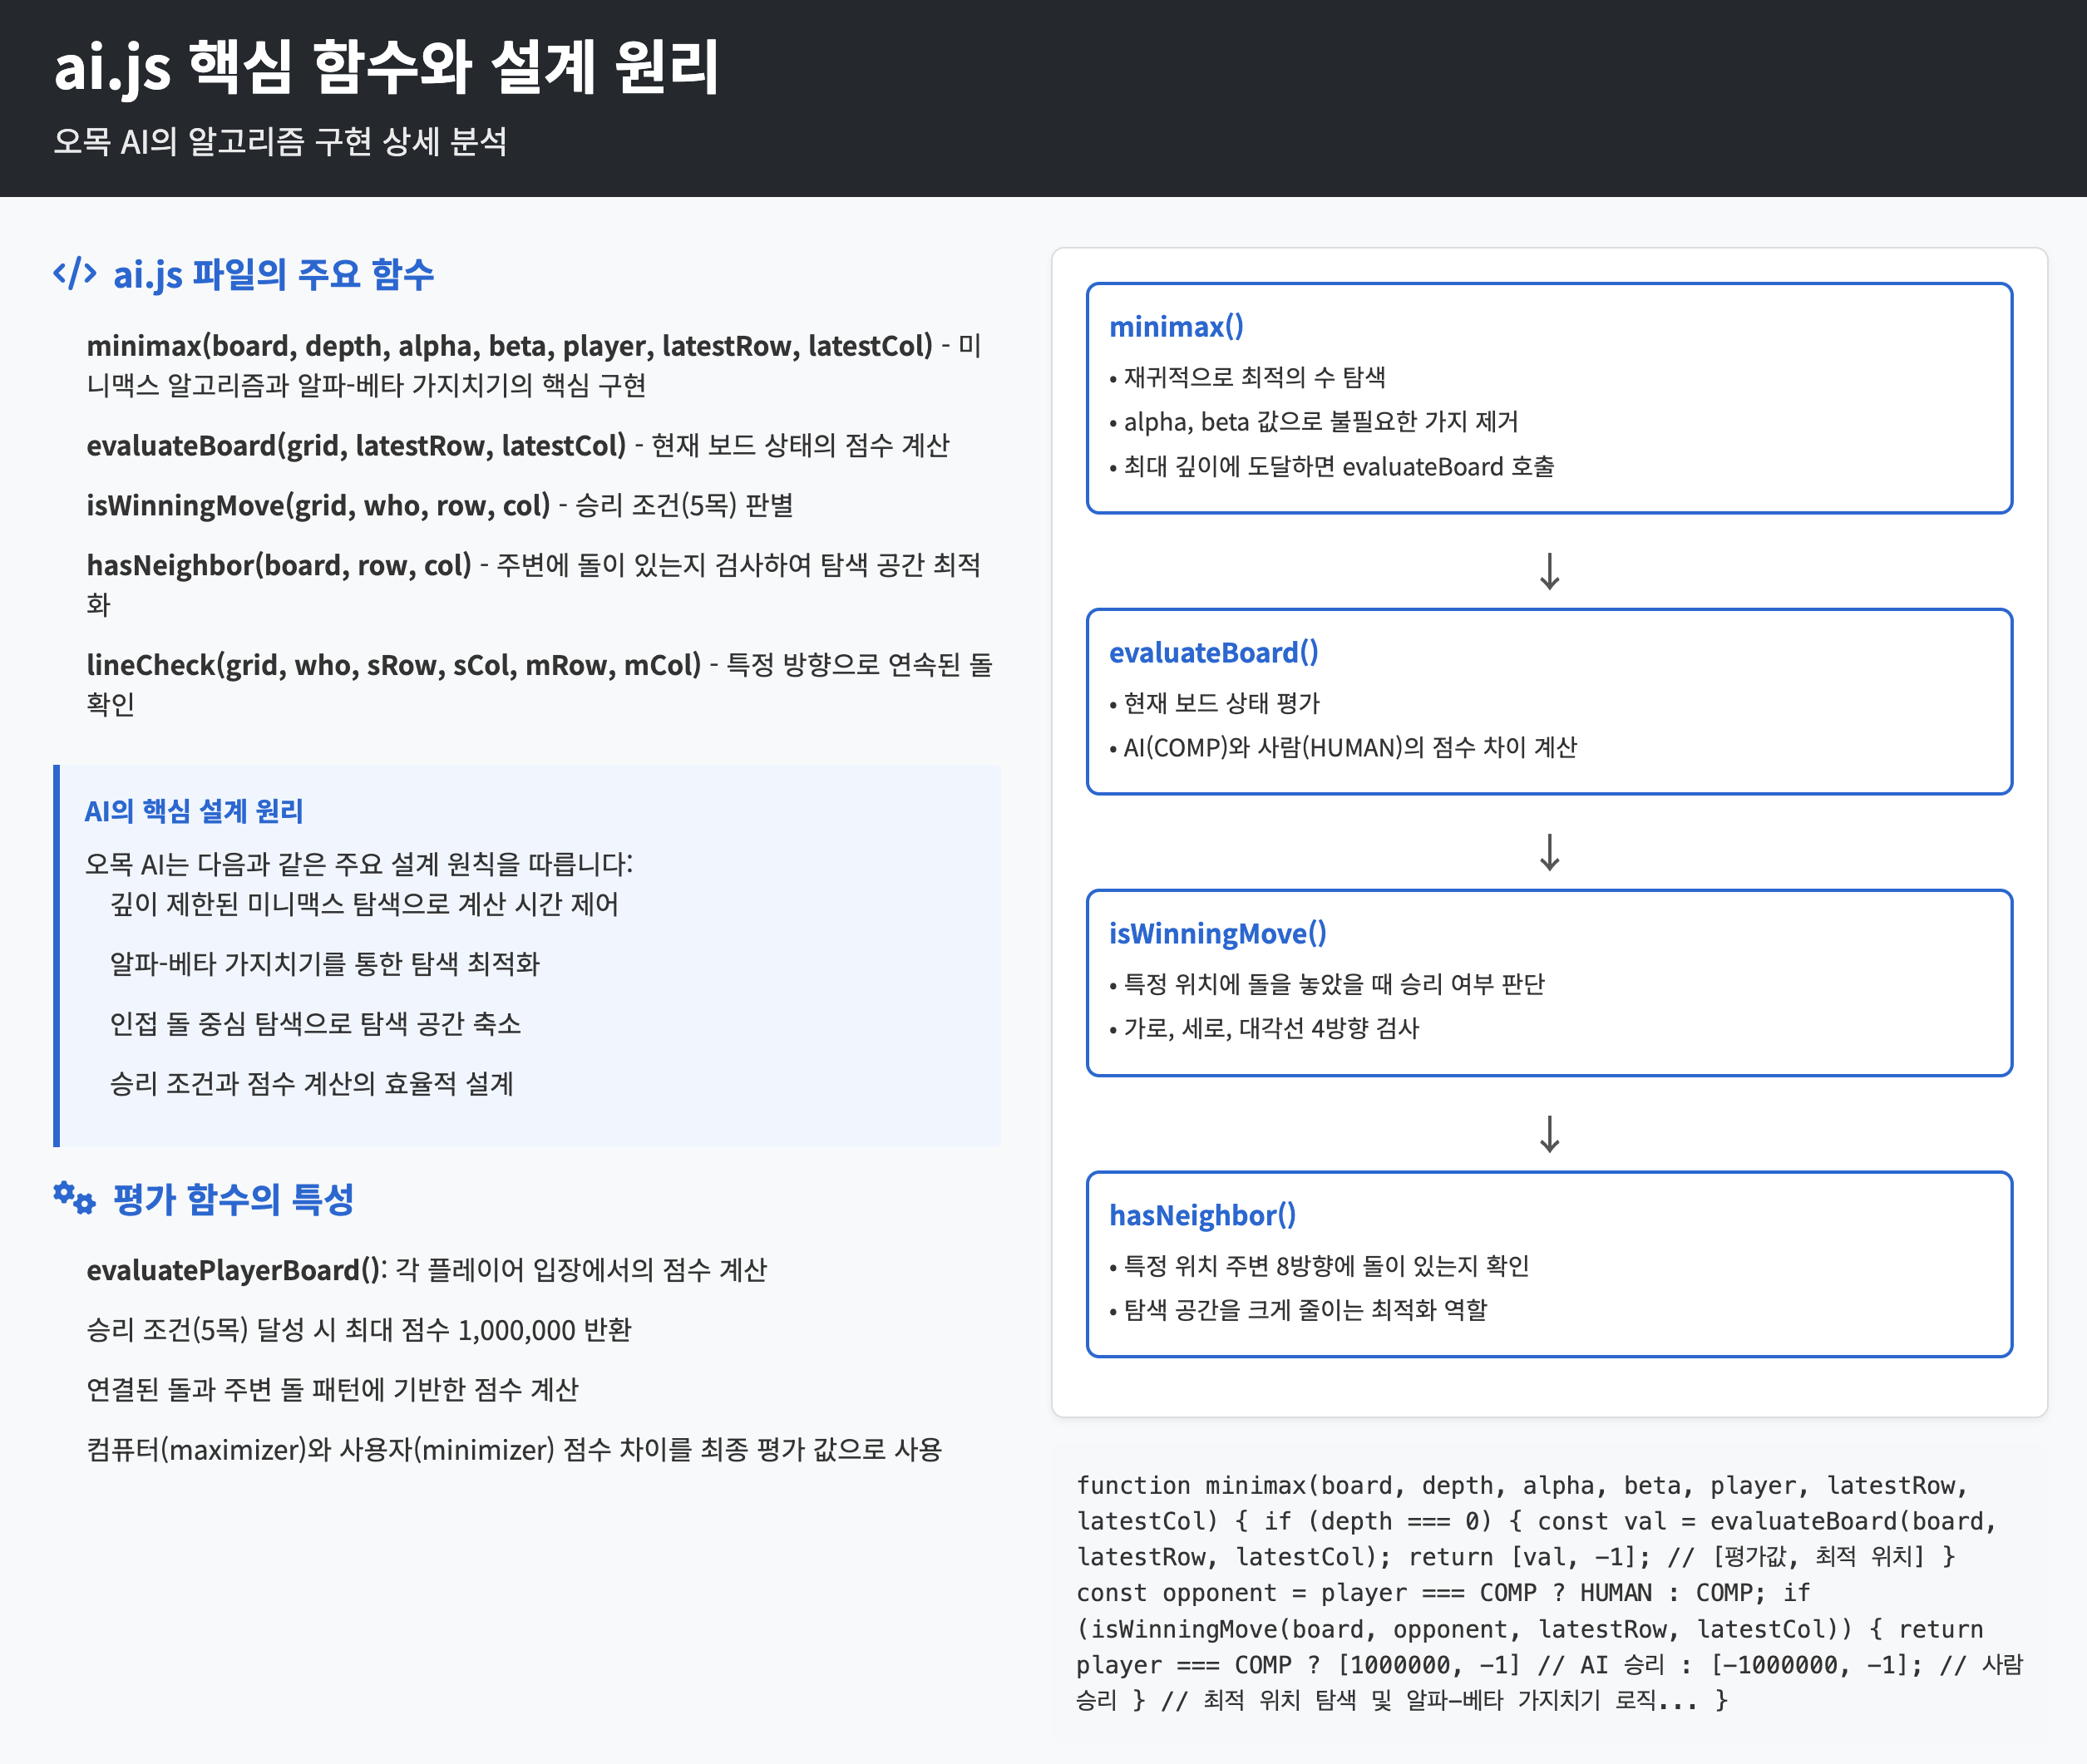 ai.js 핵심 함수와 설계 원리
오목 AI의 알고리즘 구현 상세 분석
ai.js 파일의 주요 함수
minimax(board, depth, alpha, beta, player, latestRow, latestCol) - 미
니맥스 알고리즘과 알파-베타 가지치기의 핵심 구현
evaluateBoard(grid, latestRow, latestCol) - 현재 보드 상태의 점수 계산
isWinningMove(grid, who, row, col) - 승리 조건(5목) 판별
hasNeighbor(board, row, col) - 주변에 돌이 있는지 검사하여 탐색 공간 최적
화
lineCheck(grid, who, sRow, sCol, mRow, mCol) - 특정 방향으로 연속된 돌
확인
AI의 핵심 설계 원리
오목 AI는 다음과 같은 주요 설계 원칙을 따릅니다:
깊이 제한된 미니맥스 탐색으로 계산 시간 제어
알파-베타 가지치기를 통한 탐색 최적화
인접 돌 중심 탐색으로 탐색 공간 축소
승리 조건과 점수 계산의 효율적 설계
평가 함수의 특성
evaluatePlayerBoard(): 각 플레이어 입장에서의 점수 계산
승리 조건(5목) 달성 시 최대 점수 1,000,000 반환
연결된 돌과 주변 돌 패턴에 기반한 점수 계산
컴퓨터(maximizer)와 사용자(minimizer) 점수 차이를 최종 평가 값으로 사용
minimax()
• 재귀적으로 최적의 수 탐색
• alpha, beta 값으로 불필요한 가지 제거
• 최대 깊이에 도달하면 evaluateBoard 호출
↓
evaluateBoard()
• 현재 보드 상태 평가
• AI(COMP)와 사람(HUMAN)의 점수 차이 계산
↓
isWinningMove()
• 특정 위치에 돌을 놓았을 때 승리 여부 판단
• 가로, 세로, 대각선 4방향 검사
↓
hasNeighbor()
• 특정 위치 주변 8방향에 돌이 있는지 확인
• 탐색 공간을 크게 줄이는 최적화 역할
function minimax(board, depth, alpha, beta, player, latestRow,
latestCol) { if (depth === 0) { const val = evaluateBoard(board,
latestRow, latestCol); return [val, -1]; // [평가값, 최적 위치] }
const opponent = player === COMP ? HUMAN : COMP; if
(isWinningMove(board, opponent, latestRow, latestCol)) { return
player === COMP ? [1000000, -1] // AI 승리 : [-1000000, -1]; // 사람
승리 } // 최적 위치 탐색 및 알파-베타 가지치기 로직... }